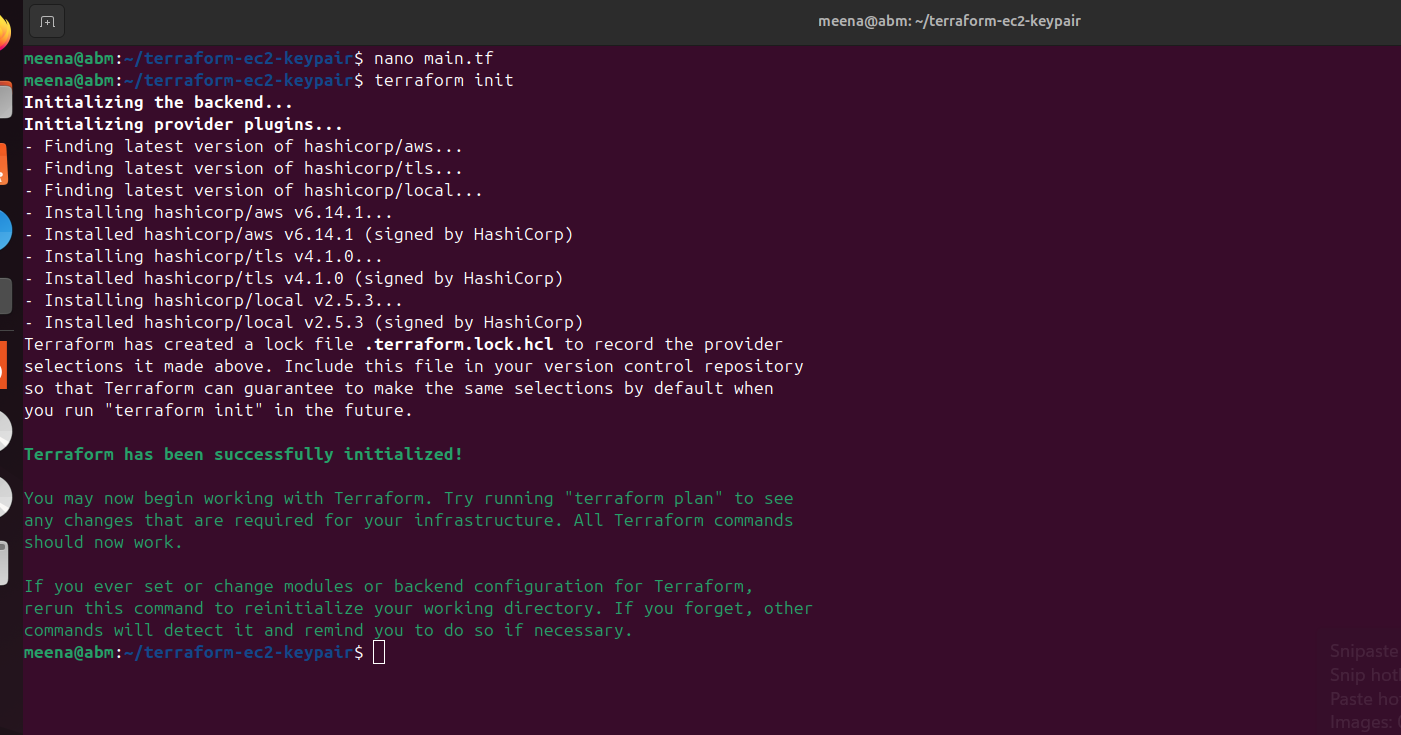 meena@abm: ~/terraform-ec2-keypair
meena@abm:~/terraform-ec2-keypair$ nano main.tf
meena@abm:~/terraform-ec2-keypair$ terraform init
Initializing the backend...
Initializing provider plugins...
- Finding latest version of hashicorp/aws...
- Finding latest version of hashicorp/tls...
- Finding latest version of hashicorp/local...
- Installing hashicorp/aws v6.14.1...
- Installed hashicorp/aws v6.14.1 (signed by HashiCorp)
- Installing hashicorp/tls v4.1.0...
- Installed hashicorp/tls v4.1.0 (signed by HashiCorp)
- Installing hashicorp/local v2.5.3...
- Installed hashicorp/local v2.5.3 (signed by HashiCorp)
Terraform has created a lock file .terraform.lock.hcl to record the provider
selections it made above. Include this file in your version control repository
so that Terraform can guarantee to make the same selections by default when
you run "terraform init" in the future.
Terraform has been successfully initialized!
You may now begin working with Terraform. Try running "terraform plan" to see
any changes that are required for your infrastructure. All Terraform commands
should now work.
If you ever set or change modules or backend configuration for Terraform,
rerun this command to reinitialize your working directory. If you forget, other
commands will detect it and remind you to do so if necessary.
meena@abm:~/terraform-ec2-keypair$
Snipaste
Snip
Paste
Images: